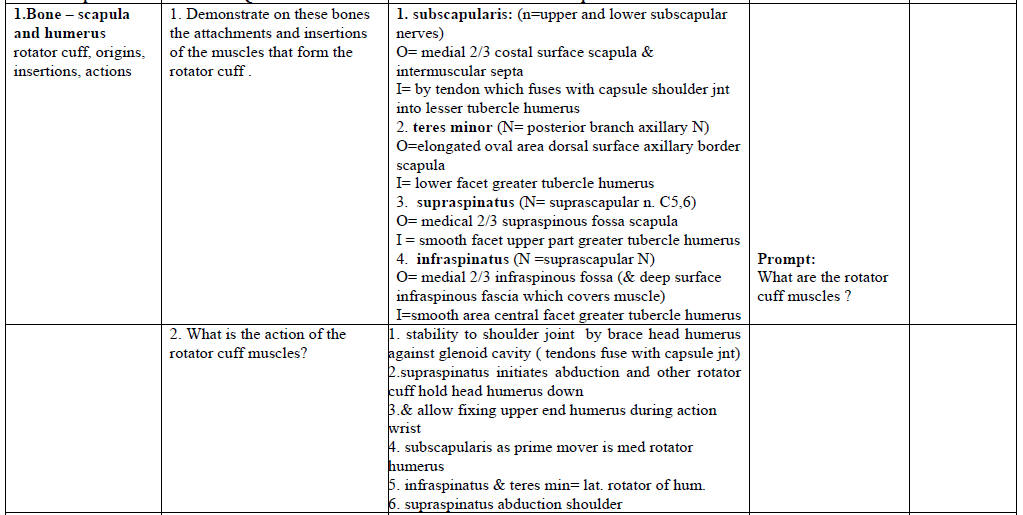 1.Bone – scapula
and humerus
rotator cuff, origins,
insertions, actions
1. Demonstrate on these bones
the attachments and insertions
of the muscles that form the
rotator cuff .
1. subscapularis: (n=upper and lower subscapular
nerves)
O= medial 2/3 costal surface scapula &
intermuscular septa
I= by tendon which fuses with capsule shoulder jnt
into lesser tubercle humerus
2. teres minor (N= posterior branch axillary N)
O=elongated oval area dorsal surface axillary border
scapula
I= lower facet greater tubercle humerus
3. supraspinatus (N= suprascapular n. C5,6)
O= medical 2/3 supraspinous fossa scapula
I = smooth facet upper part greater tubercle humerus
4. infraspinatus (N =suprascapular N)
O= medial 2/3 infraspinous fossa (& deep surface
infraspinous fascia which covers muscle)
I=smooth area central facet greater tubercle humerus
Prompt:
What are the rotator
cuff muscles ?
2. What is the action of the
rotator cuff muscles?
1. stability to shoulder joint by brace head humerus
against glenoid cavity ( tendons fuse with capsule jnt)
2.supraspinatus initiates abduction and other rotator
cuff hold head humerus down
3.& allow fixing upper end humerus during action
wrist
4. subscapularis as prime mover is med rotator
humerus
5. infraspinatus & teres min= lat. rotator of hum.
6. supraspinatus abduction shoulder